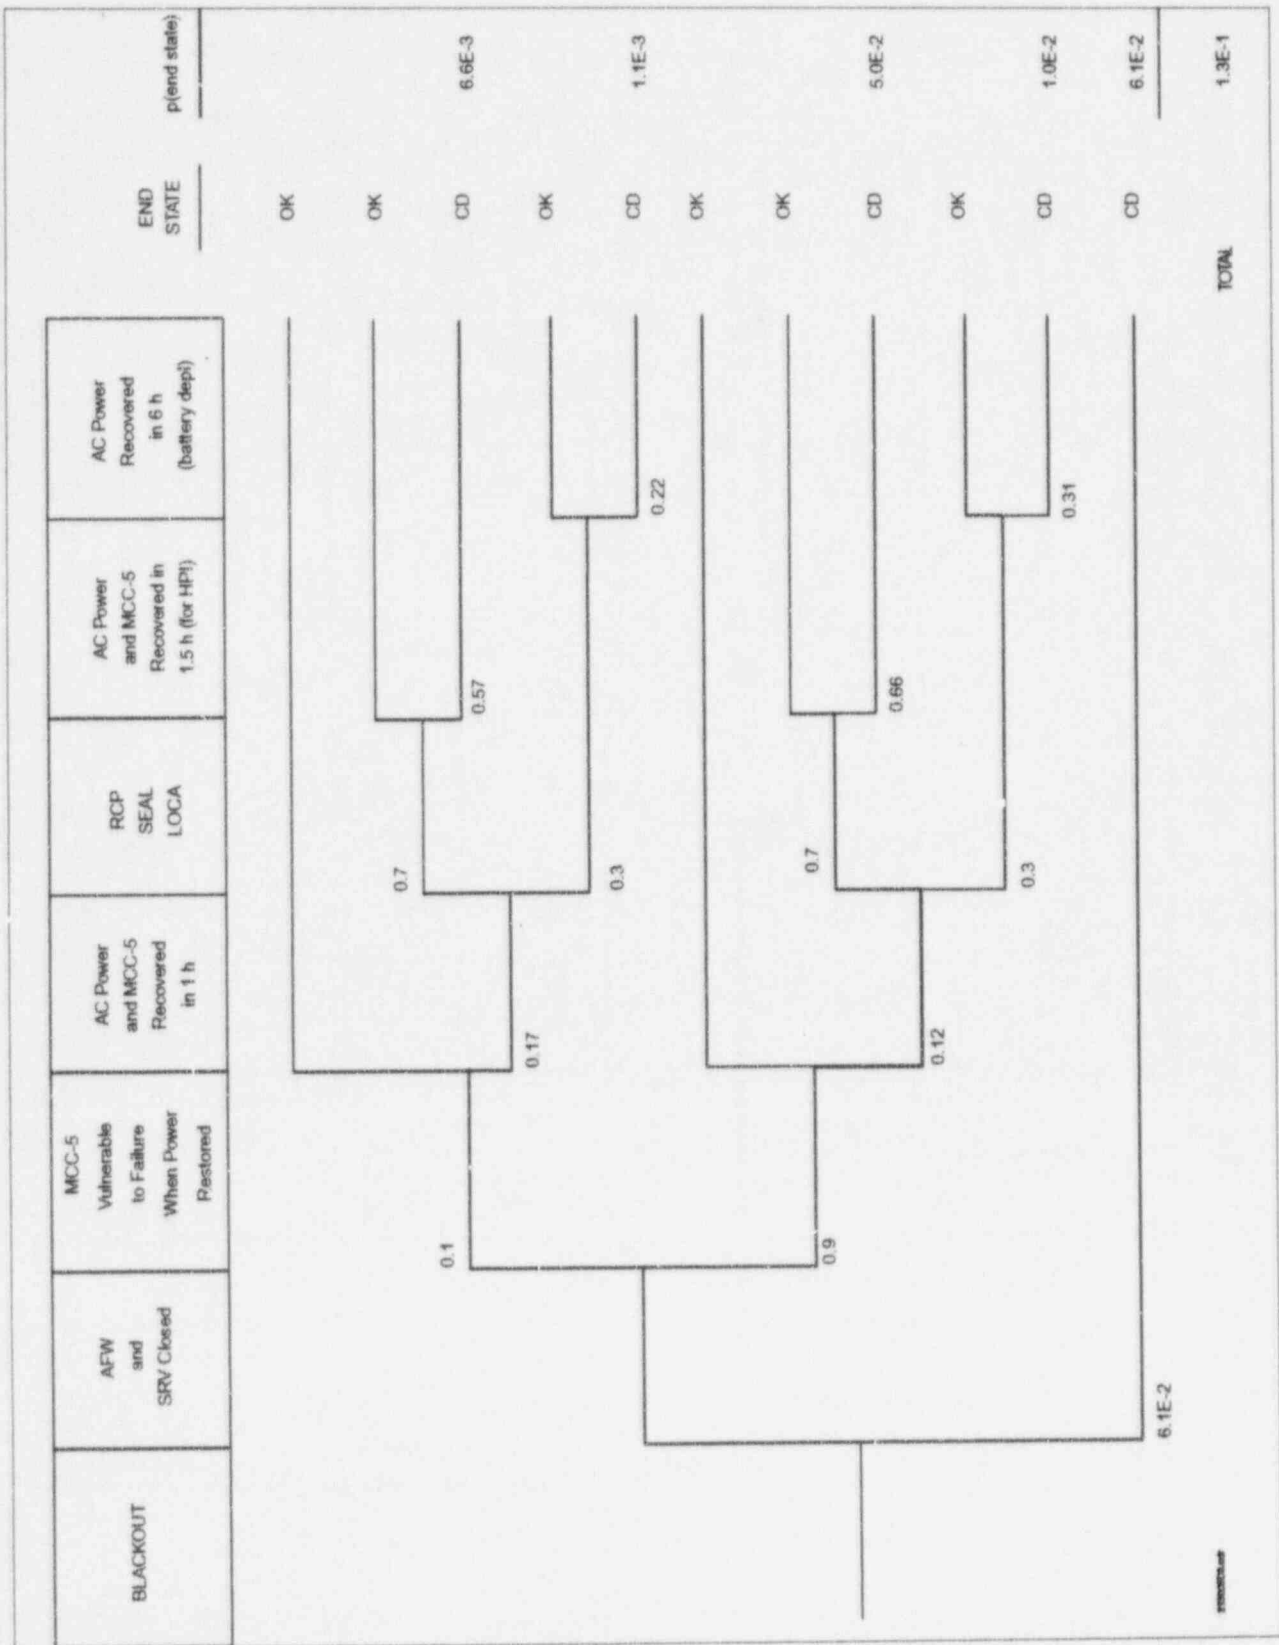 BLACKOUT
AFW
and
SRV Closed
MCC-5
Vulnerable
to Failure
When Power
Restored
AC Power
and MCC-5
Recovered
in 1 h
RCP
SEAL
LOCA
AC Power
and MCC-5
Recovered in
1.5 h (for HPI)
AC Power
Recovered
in 6 h
(battery depl)
END
STATE
p(end state)
OK
OK
0.7
0.57
CD
6.6E-3
0.1
0.17
OK
0.3
0.22
CD
1.1E-3
OK
OK
0.7
0.66
CD
5.0E-2
0.9
0.12
OK
0.3
0.31
CD
1.0E-2
6.1E-2
CD
6.1E-2
TOTAL
1.3E-1